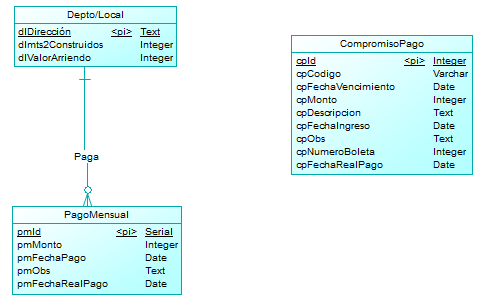 Depto/Local
dlDirección <pi> Text
dlmts2Construidos Integer
dlValorArriendo Integer
Paga
PagoMensual
pmId <pi> Serial
pmMonto Integer
pmFechaPago Date
pmObs Text
pmFechaRealPago Date
CompromisoPago
cpId <pi> Integer
cpCodigo Varchar
cpFechaVencimiento Date
cpMonto Integer
cpDescripcion Text
cpFechaIngreso Date
cpObs Text
cpNumeroBoleta Integer
cpFechaRealPago Date